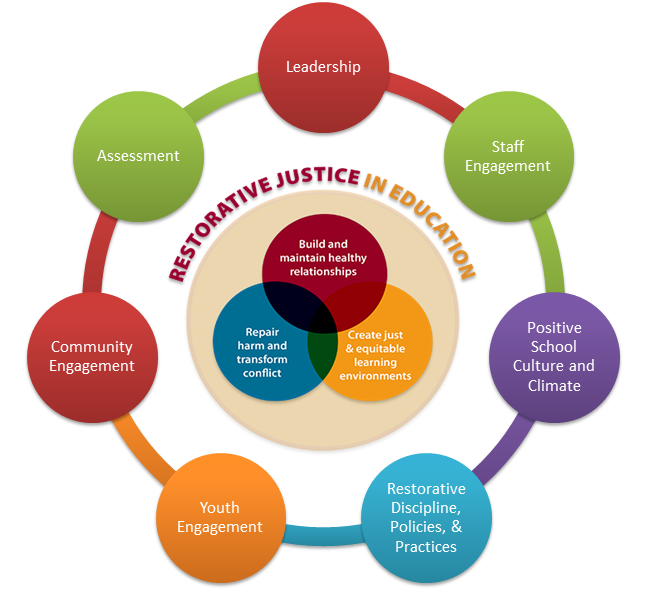 Leadership
Staff
Engagement
Positive
School
Culture and
Climate
Restorative
Discipline,
Policies, &
Practices
Youth
Engagement
Community
Engagement
Assessment
RESTORATIVE JUSTICE IN EDUCATION
Build and
maintain healthy
relationships
Repair
harm and
transform
conflict
Create just
& equitable
learning
environments